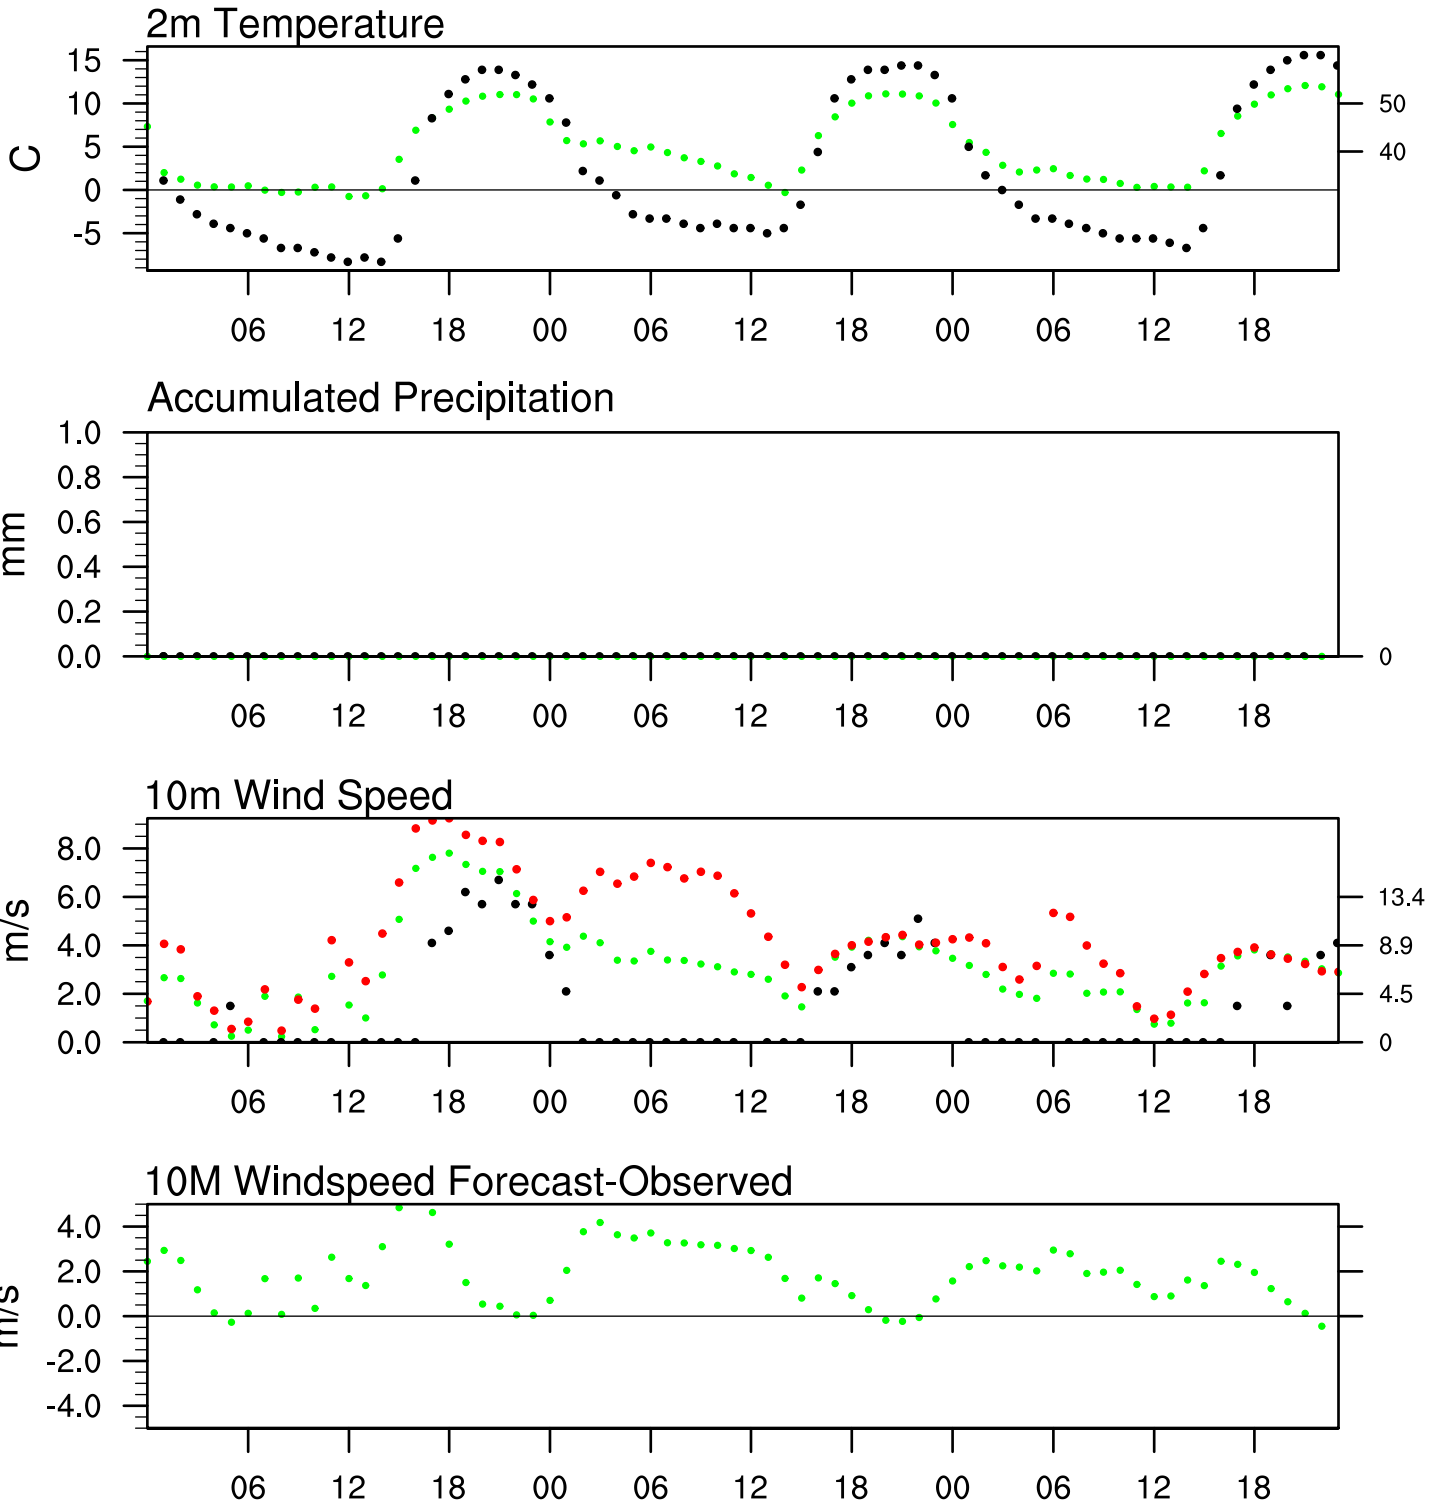 2m Temperature
15
10
5
0
-5
C
50
40
06 12 18 00 06 12 18 00 06 12 18
Accumulated Precipitation
1.0
0.8
0.6
0.4
0.2
0.0
mm
0
06 12 18 00 06 12 18 00 06 12 18
10m Wind Speed
8.0
6.0
4.0
2.0
0.0
m/s
13.4
8.9
4.5
0
06 12 18 00 06 12 18 00 06 12 18
10M Windspeed Forecast-Observed
4.0
2.0
0.0
-2.0
-4.0
m/s
06 12 18 00 06 12 18 00 06 12 18